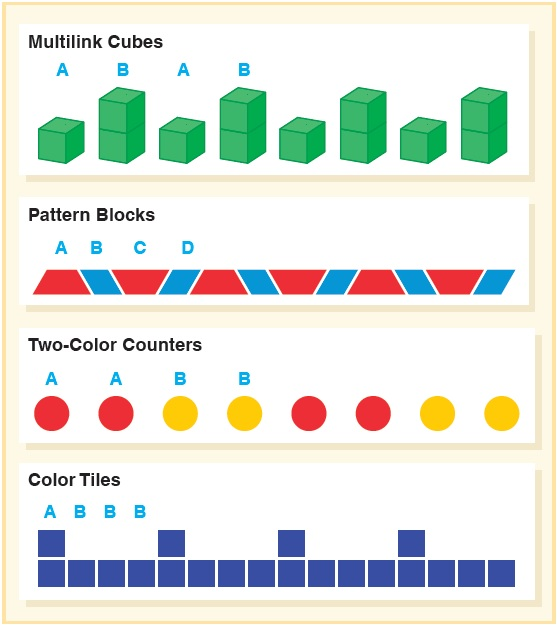 Multilink Cubes
A B A B
Pattern Blocks
A B C D
Two-Color Counters
A A B B
Color Tiles
A B B B